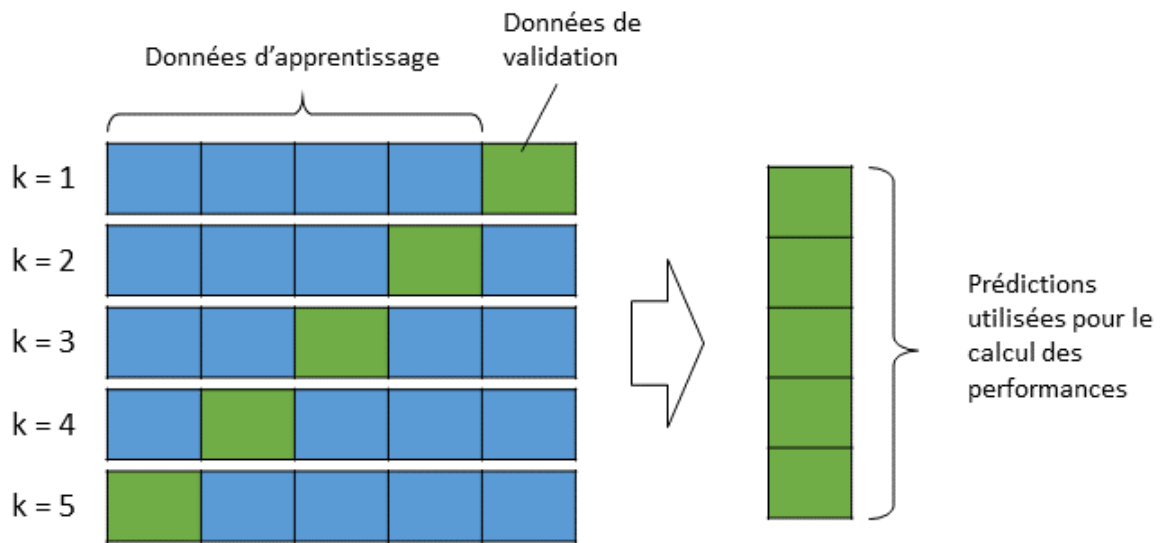 Données de
validation
Données d'apprentissage
k = 1
k = 2
k = 3
k = 4
k = 5
Prédictions
utilisées pour le
calcul des
performances